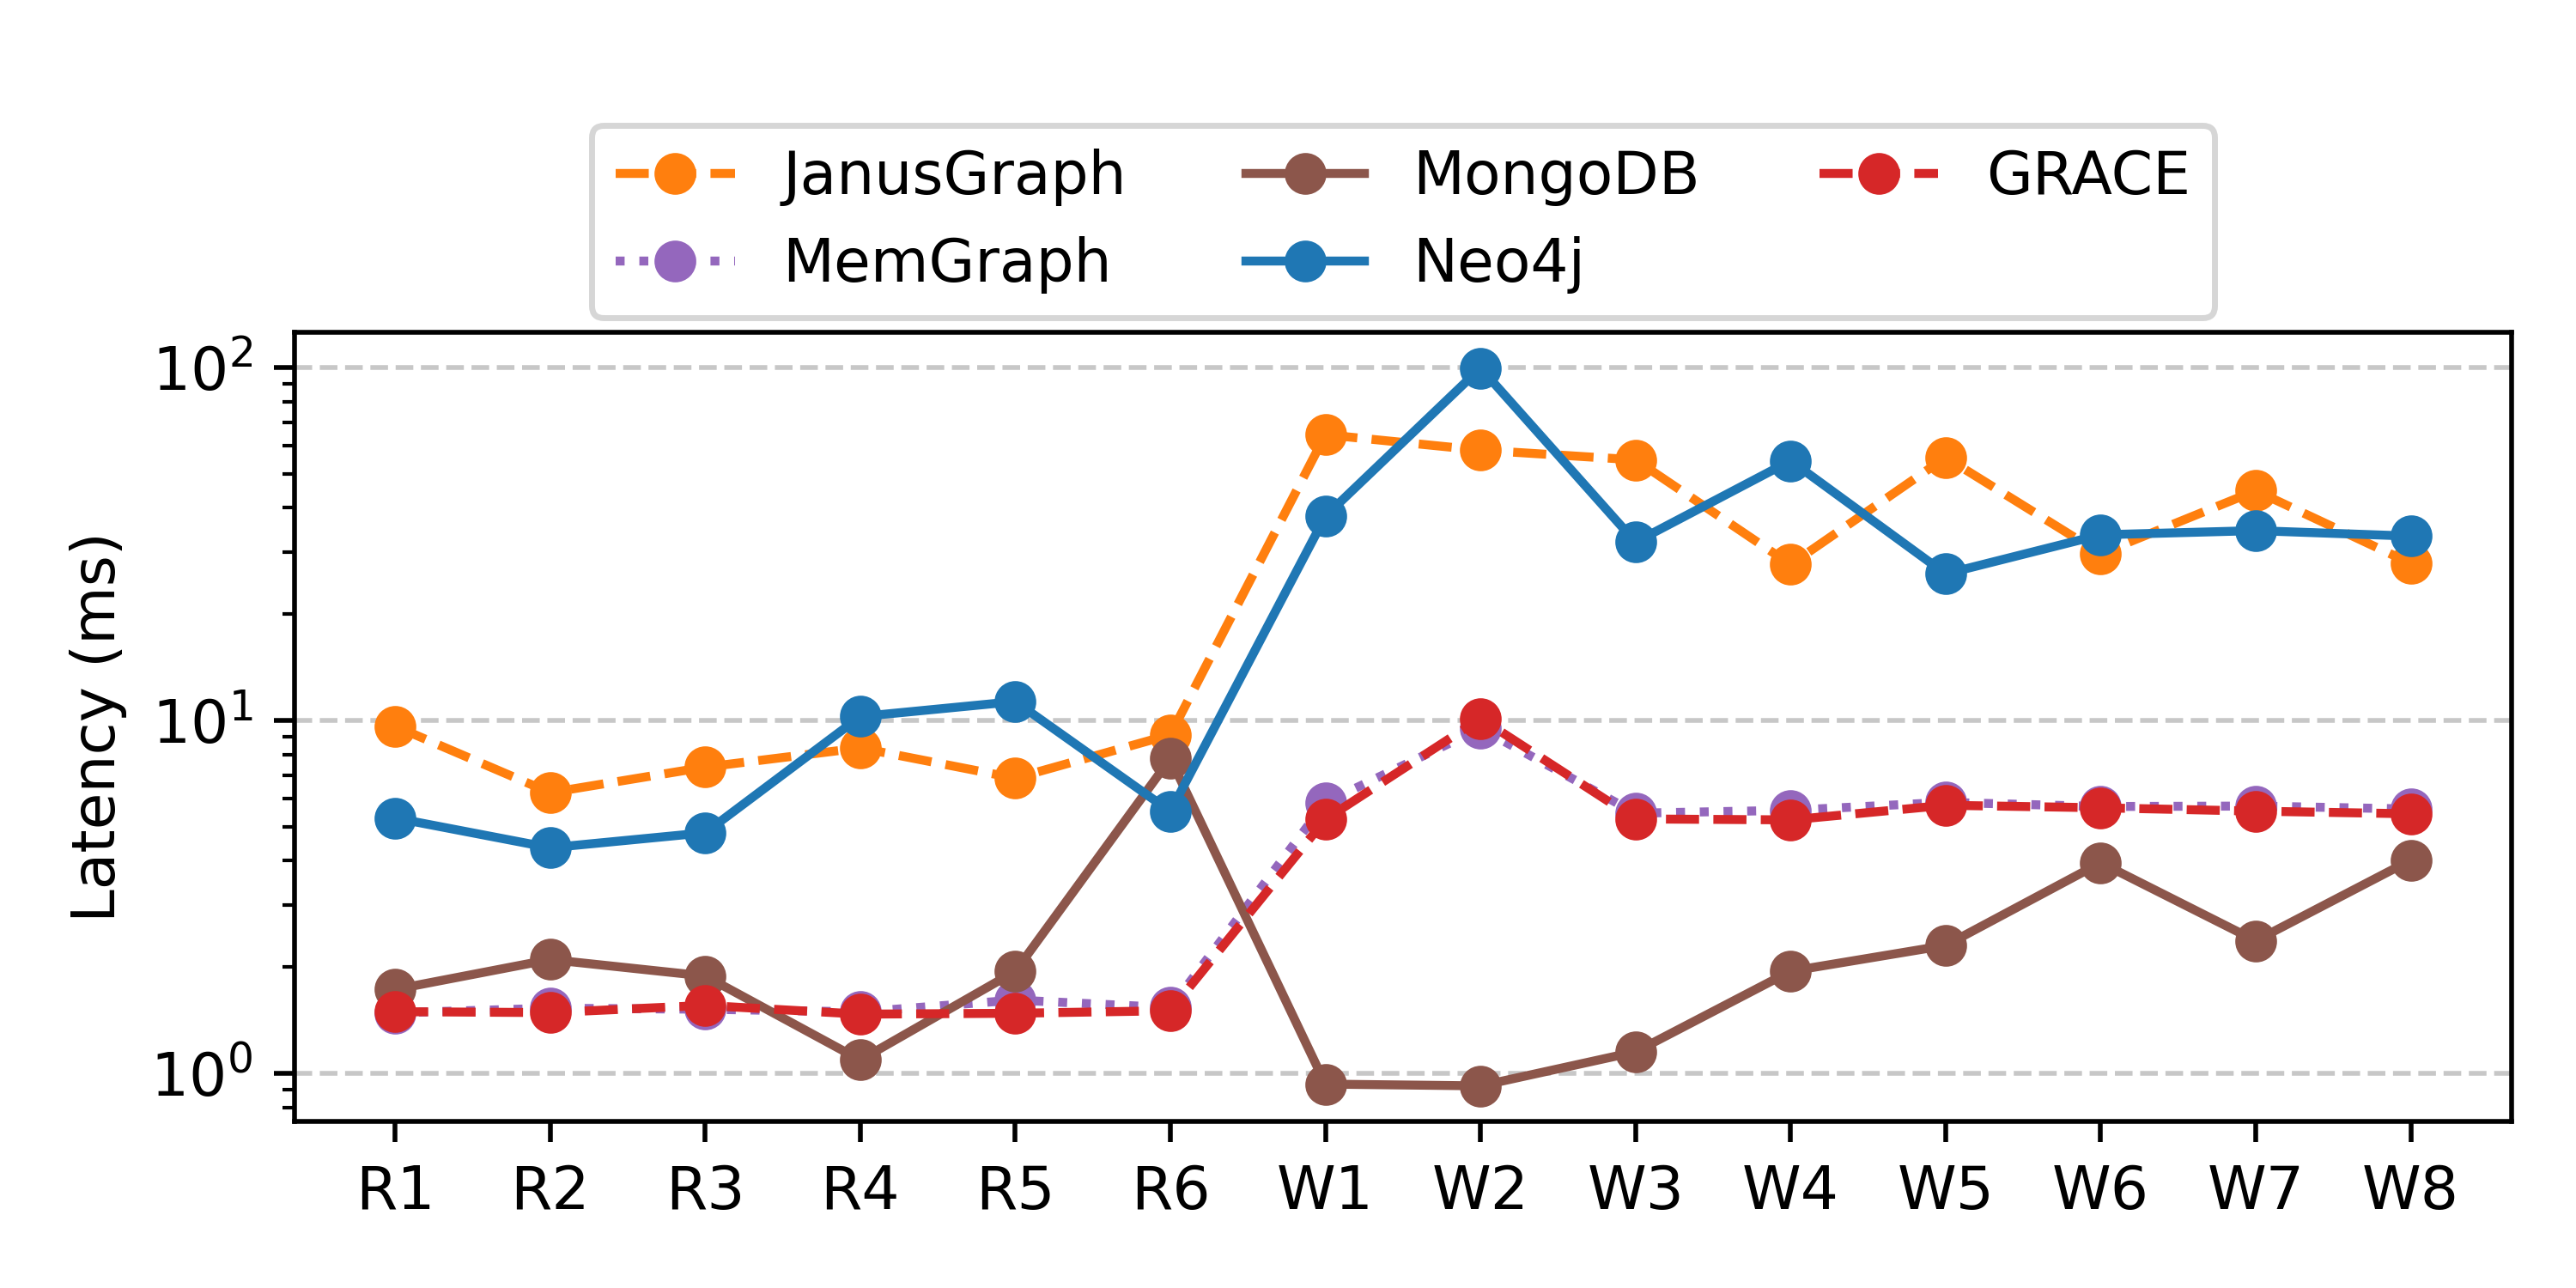 JanusGraph MongoDB GRACE
MemGraph Neo4j
Latency (ms)
10²
10¹
10⁰
R1 R2 R3 R4 R5 R6 W1 W2 W3 W4 W5 W6 W7 W8